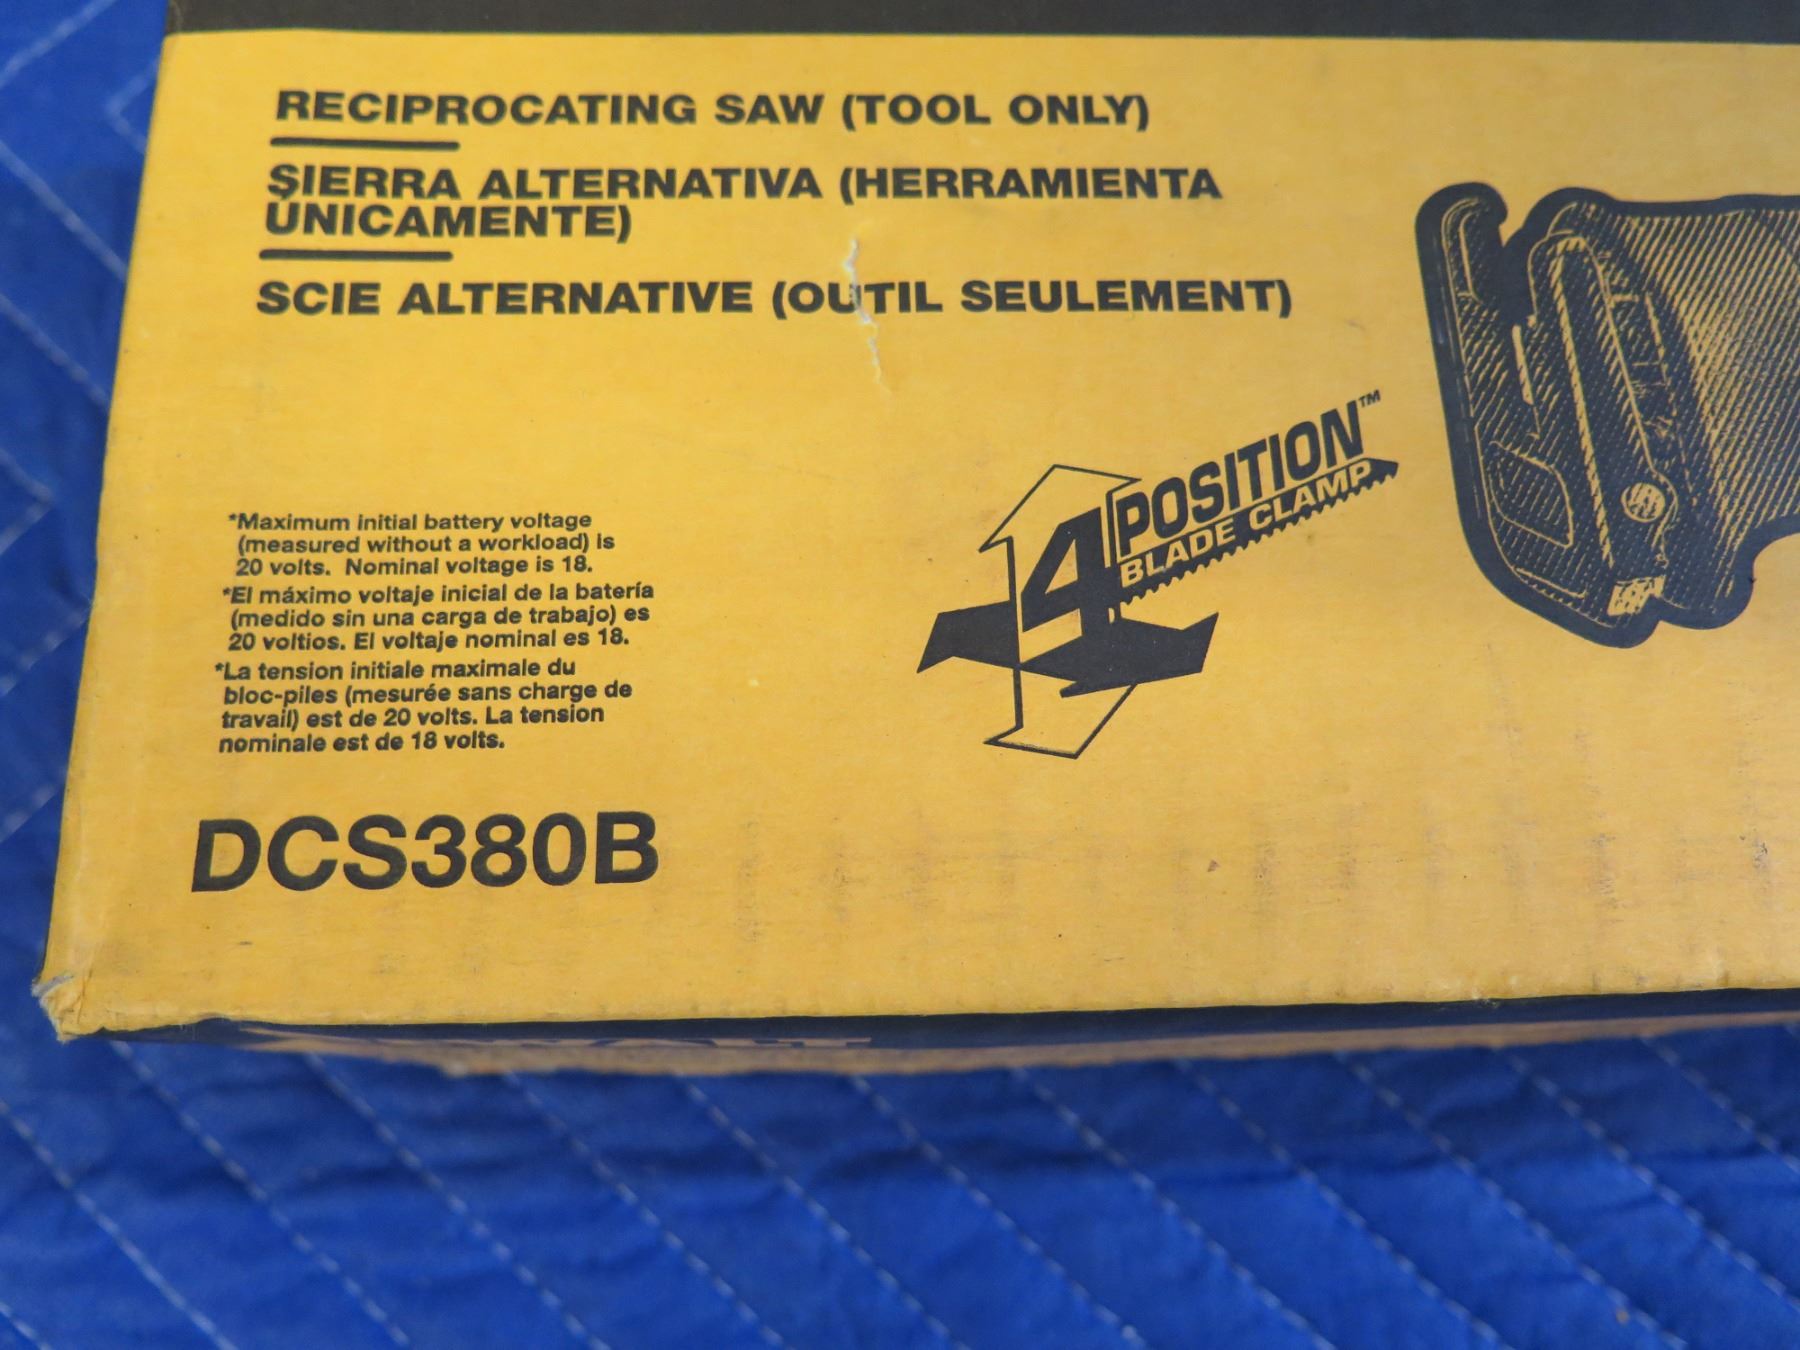 RECIPROCATING SAW (TOOL ONLY)
SIERRA ALTERNATIVA (HERRAMIENTA
ÚNICAMENTE)
SCIE ALTERNATIVE (OUTIL SEULEMENT)
4 POSITION™
BLADE CLAMP
*Maximum initial battery voltage
(measured without a workload) is
20 volts. Nominal voltage is 18.
*El máximo voltaje inicial de la batería
(medido sin una carga de trabajo) es
20 voltios. El voltaje nominal es 18.
*La tension initiale maximale du
bloc-piles (mesurée sans charge de
travail) est de 20 volts. La tension
nominale est de 18 volts.
DCS380B